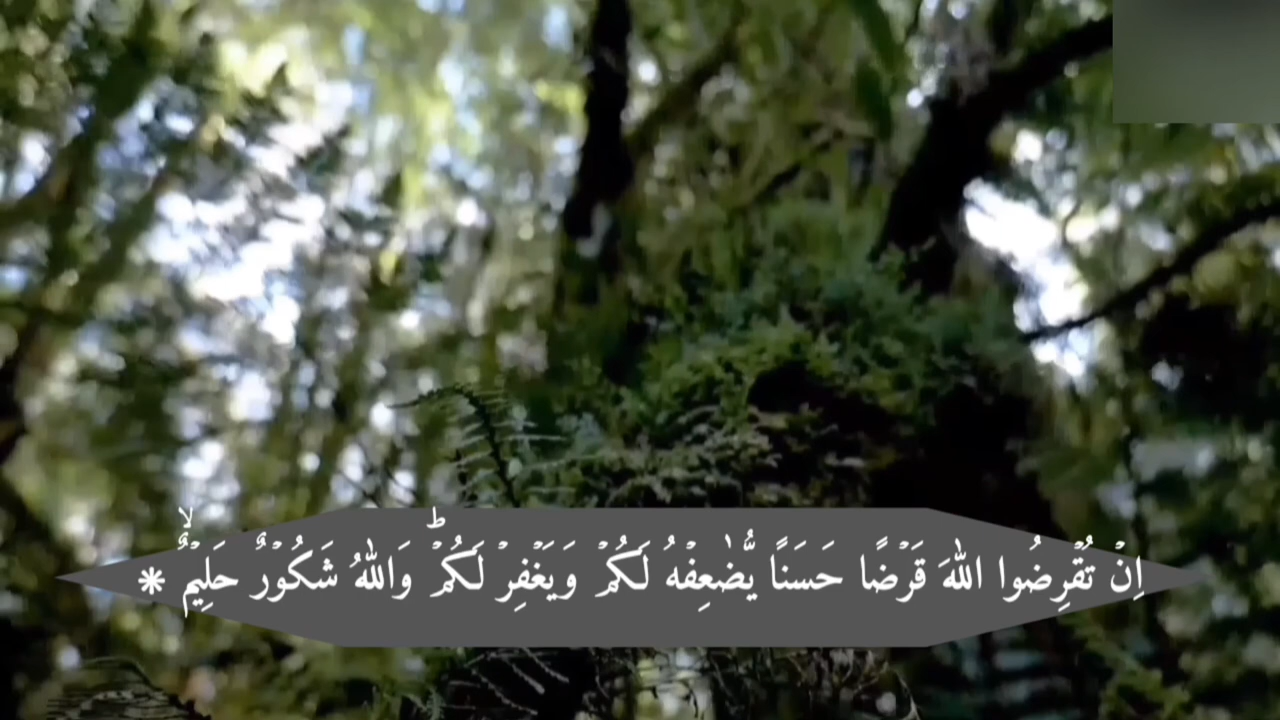 اِنْ تُقْرِضُوا اللّٰهَ قَرْضًا حَسَنًا يُّضٰعِفْهُ لَكُمْ وَيَغْفِرْ لَكُمْ ؕ وَاللّٰهُ شَكُوْرٌ حَلِيْمٌ ۙ *